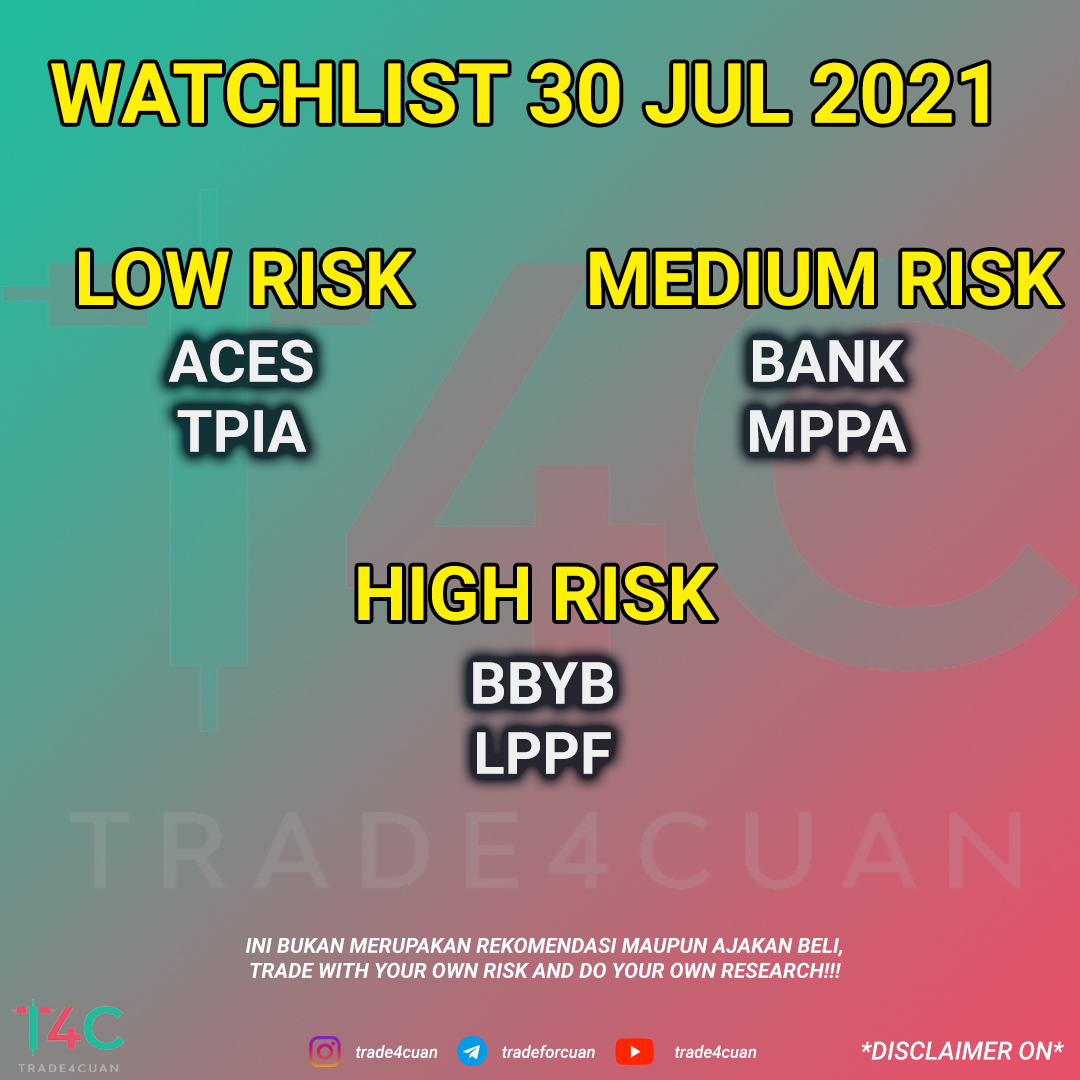 WATCHLIST 30 JUL 2021
LOW RISK
ACES
TPIA
MEDIUM RISK
BANK
MPPA
HIGH RISK
BBYB
LPPF
TRADE4CUAN
INI BUKAN MERUPAKAN REKOMENDASI MAUPUN AJAKAN BELI,
TRADE WITH YOUR OWN RISK AND DO YOUR OWN RESEARCH!!!
T4C
TRADE4CUAN
trade4cuan
tradeforcuan
trade4cuan
*DISCLAIMER ON*